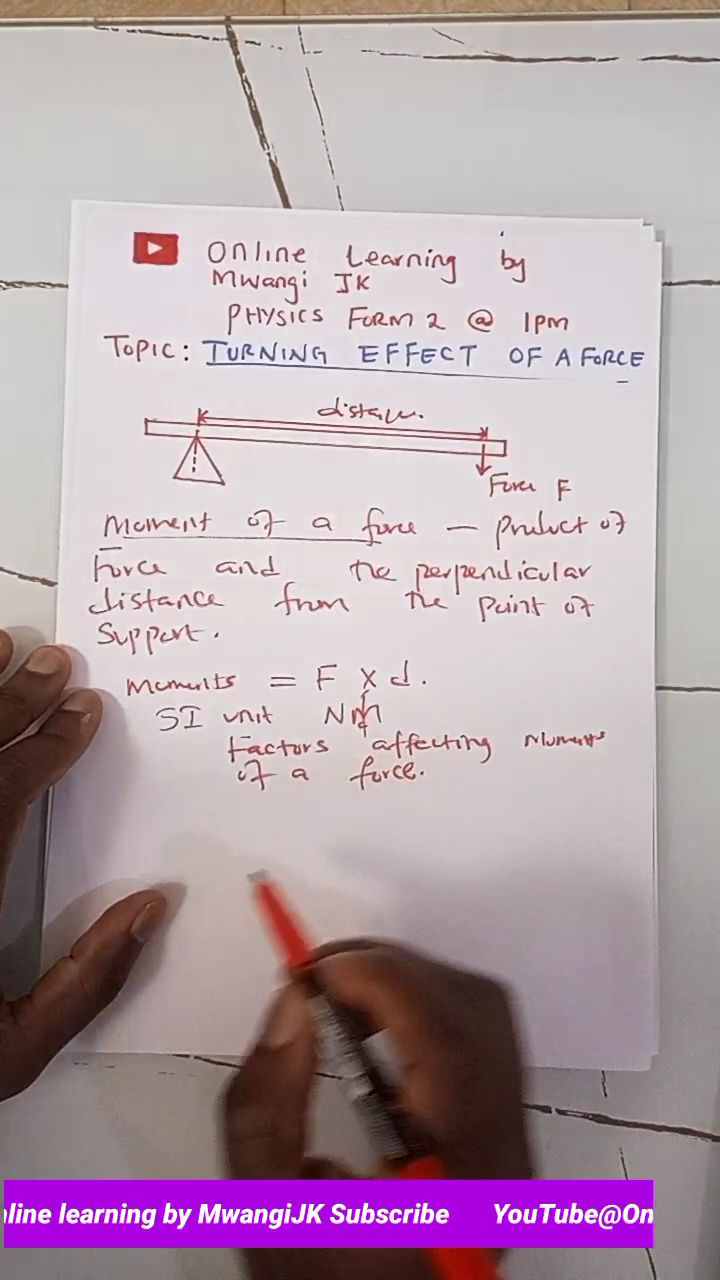 Online Learning by
Mwangi JK
PHYSICS FORM 2 @ 1PM
TOPIC: TURNING EFFECT OF A FORCE
distance.
Force F
Moment of a force — Product of
Force and the perpendicular
distance from the point of
support.
Moments = F x d.
SI unit Nm
Factors affecting moments
of a force.
nline learning by MwangiJK Subscribe YouTube@On